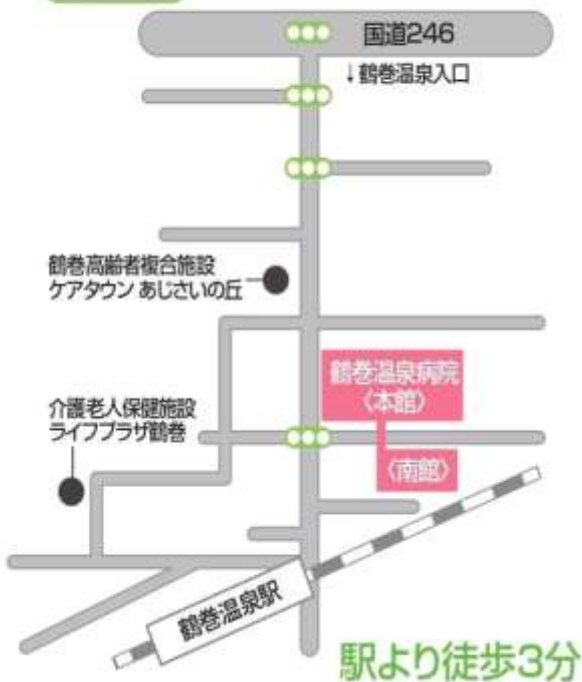 国道246
↓鶴巻温泉入口
鶴巻高齢者複合施設
ケアタウン あじさいの丘
鶴巻温泉病院
〈本館〉
介護老人保健施設
ライフプラザ鶴巻
〈南館〉
鶴巻温泉駅
駅より徒歩3分